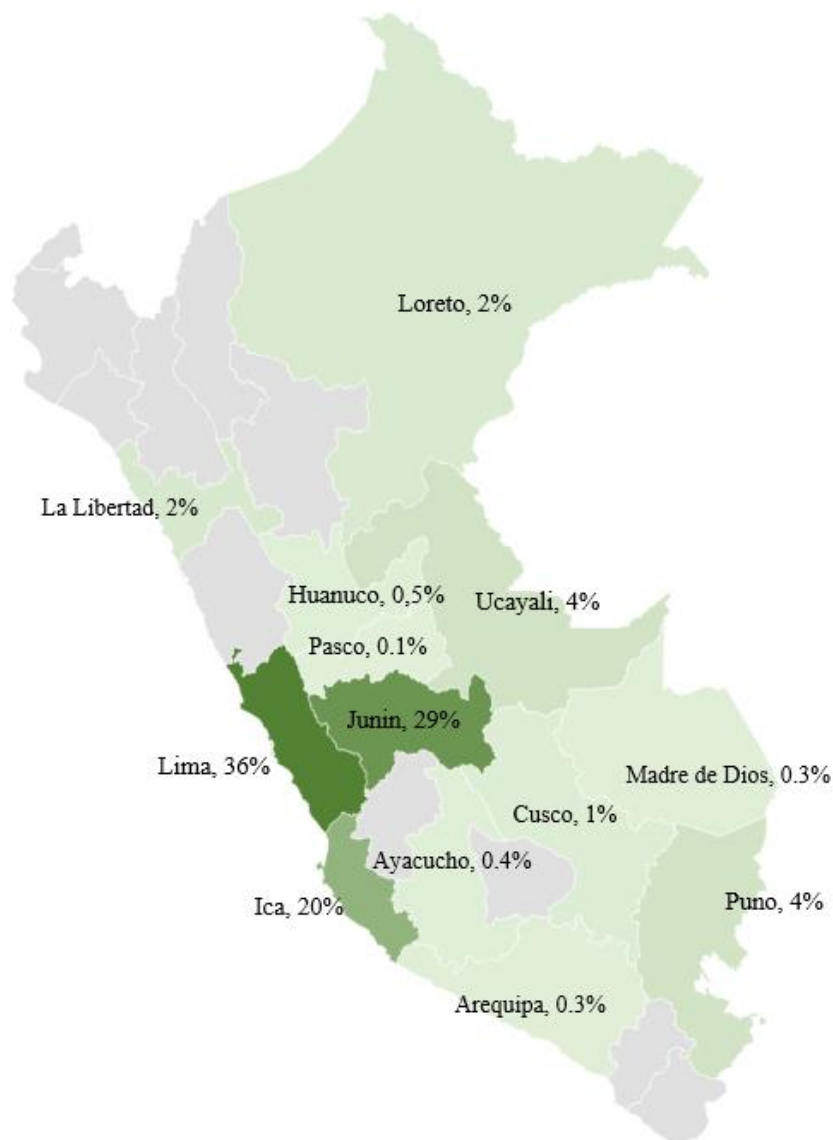 Loreto, 2%
La Libertad, 2%
Huanuco, 0,5%
Ucayali, 4%
Pasco, 0.1%
Junin, 29%
Lima, 36%
Madre de Dios, 0.3%
Cusco, 1%
Ayacucho, 0.4%
Ica, 20%
Puno, 4%
Arequipa, 0.3%